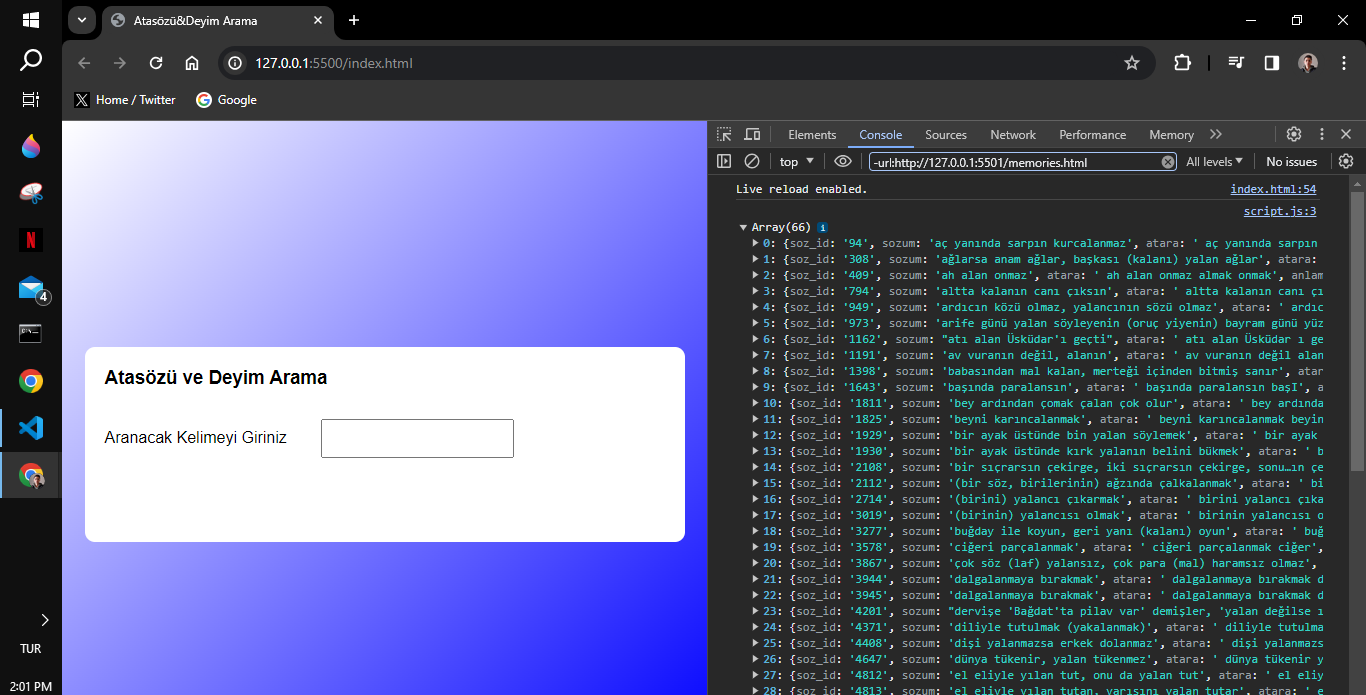 Atasözü&Deyim Arama
127.0.0.1:5500/index.html
Home / Twitter
Google
Elements Console Sources Network Performance Memory
top -url:http://127.0.0.1:5501/memories.html All levels No issues
Live reload enabled. index.html:54
script.js:3
Array(66) i
0: {soz_id: '94', sozum: 'aç yanında sarpın kurcalanmaz', atara: ' aç yanında sarpın
1: {soz_id: '308', sozum: 'ağlarsa anam ağlar, başkası (kalanı) yalan ağlar', atara:
2: {soz_id: '409', sozum: 'ah alan onmaz', atara: ' ah alan onmaz almak onmak', anlam
3: {soz_id: '794', sozum: 'altta kalanın canı çıksın', atara: ' altta kalanın canı çı
4: {soz_id: '949', sozum: 'ardıcın közü olmaz, yalancının sözü olmaz', atara: ' ardıc
5: {soz_id: '973', sozum: 'arife günü yalan söyleyenin (oruç yiyenin) bayram günü yüz
6: {soz_id: '1162', sozum: "atı alan Üsküdar'ı geçti", atara: ' atı alan Üsküdar ı ge
7: {soz_id: '1191', sozum: 'av vuranın değil, alanın', atara: ' av vuranın değil alan
8: {soz_id: '1398', sozum: 'babasından mal kalan, merteği içinden bitmiş sanır', atar
9: {soz_id: '1643', sozum: 'başında paralansın', atara: ' başında paralansın başI', a
10: {soz_id: '1811', sozum: 'bey ardından çomak çalan çok olur', atara: ' bey ardında
11: {soz_id: '1825', sozum: 'beyni karıncalanmak', atara: ' beyni karıncalanmak beyin
12: {soz_id: '1929', sozum: 'bir ayak üstünde bin yalan söylemek', atara: ' bir ayak
13: {soz_id: '1930', sozum: 'bir ayak üstünde kırk yalanın belini bükmek', atara: ' b
14: {soz_id: '2108', sozum: 'bir sıçrarsın çekirge, iki sıçrarsın çekirge, sonu…ın çe
15: {soz_id: '2112', sozum: '(bir söz, birilerinin) ağzında çalkalanmak', atara: ' bi
16: {soz_id: '2714', sozum: '(birini) yalancı çıkarmak', atara: ' birini yalancı çıka
17: {soz_id: '3019', sozum: '(birinin) yalancısı olmak', atara: ' birinin yalancısı o
18: {soz_id: '3277', sozum: 'buğday ile koyun, geri yanı (kalanı) oyun', atara: ' buğ
19: {soz_id: '3578', sozum: 'ciğeri parçalanmak', atara: ' ciğeri parçalanmak ciğer',
20: {soz_id: '3867', sozum: 'çok söz (laf) yalansız, çok para (mal) haramsız olmaz',
21: {soz_id: '3944', sozum: 'dalgalanmaya bırakmak', atara: ' dalgalanmaya bırakmak d
22: {soz_id: '3945', sozum: 'dalgalanmaya bırakmak', atara: ' dalgalanmaya bırakmak d
23: {soz_id: '4201', sozum: "dervişe 'Bağdat'ta pilav var' demişler, 'yalan değilse ı
24: {soz_id: '4371', sozum: 'diliyle tutulmak (yakalanmak)', atara: ' diliyle tutulma
25: {soz_id: '4408', sozum: 'dişi yalanmazsa erkek dolanmaz', atara: ' dişi yalanmazs
26: {soz_id: '4647', sozum: 'dünya tükenir, yalan tükenmez', atara: ' dünya tükenir y
27: {soz_id: '4812', sozum: 'el eliyle yılan tut, onu da yalan tut', atara: ' el eliy
28: {soz_id: '4813', sozum: 'el eliyle yılan tutan, yarısını yalan tutar', atara: ' e
Atasözü ve Deyim Arama
Aranacak Kelimeyi Giriniz
4
TUR
2:01 PM